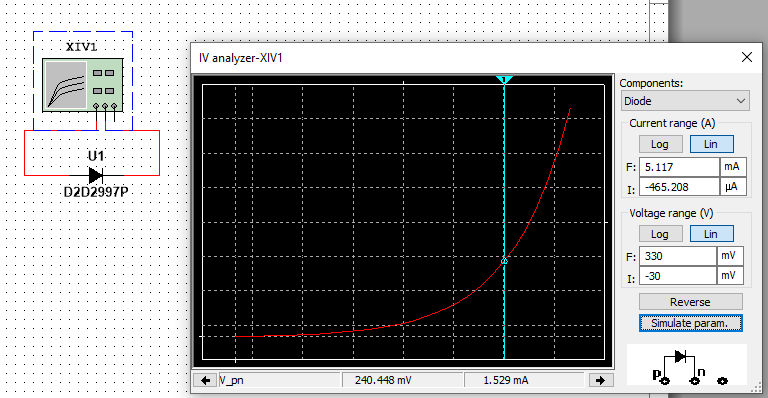 XIV1
U1
D2D2997P
IV analyzer-XIV1
1
Components:
Diode
Current range (A)
Log Lin
F: 5.117 mA
I: -465.208 µA
Voltage range (V)
Log Lin
F: 330 mV
I: -30 mV
Reverse
Simulate param.
p n
V_pn 240.448 mV 1.529 mA